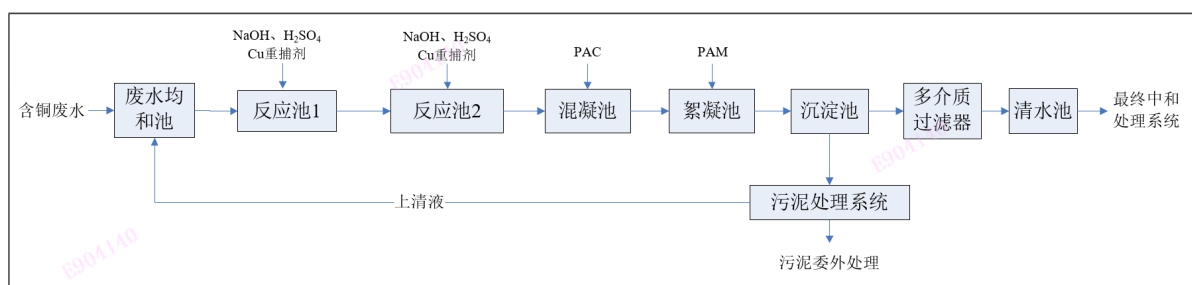 NaOH、H₂SO₄
Cu重捕剂
NaOH、H₂SO₄
Cu重捕剂
PAC
PAM
含铜废水
废水均
和池
反应池1
反应池2
混凝池
絮凝池
沉淀池
多介质
过滤器
清水池
最终中和
处理系统
上清液
污泥处理系统
污泥委外处理
E904140
E904140
E904140